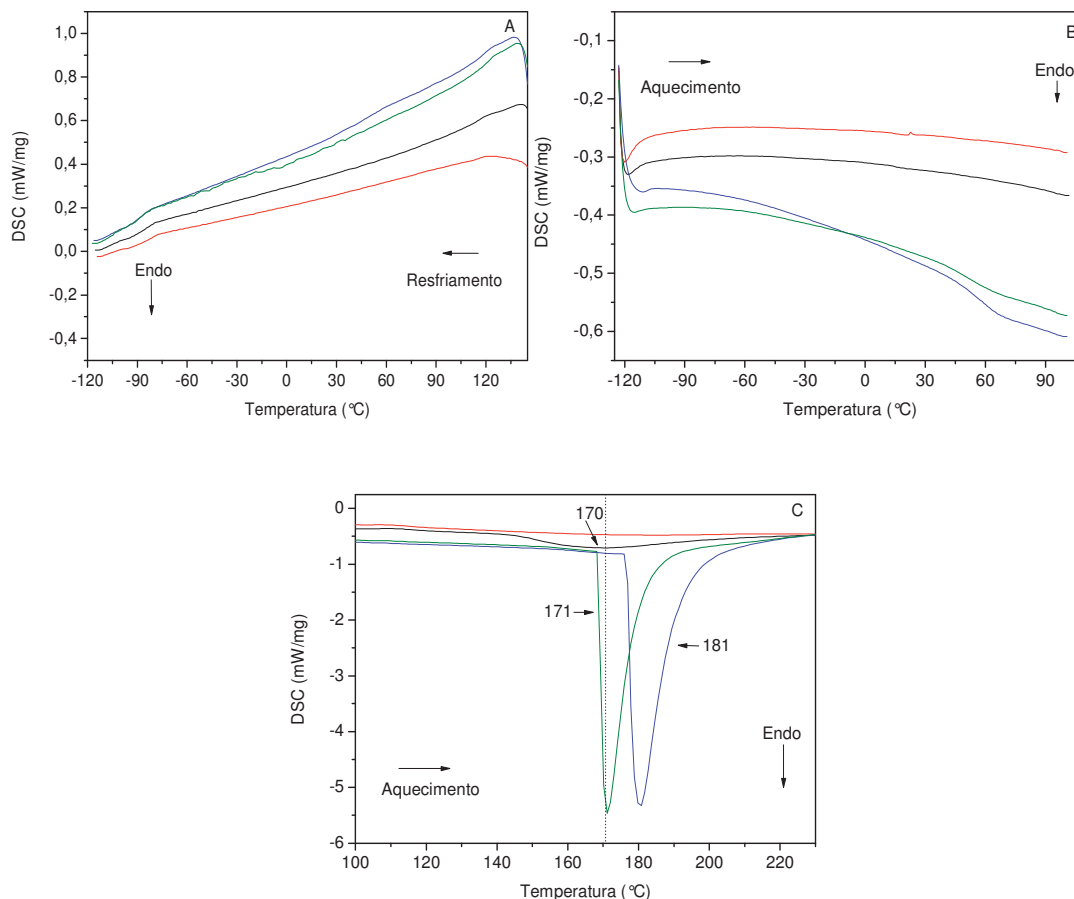 A
1,0
0,8
0,6
0,4
0,2
0,0
-0,2
-0,4
DSC (mW/mg)
Endo
Resfriamento
-120 -90 -60 -30 0 30 60 90 120
Temperatura (°C)
B
-0,1
-0,2
-0,3
-0,4
-0,5
-0,6
DSC (mW/mg)
Aquecimento
Endo
-120 -90 -60 -30 0 30 60 90
Temperatura (°C)
C
0
-1
-2
-3
-4
-5
-6
DSC (mW/mg)
170
171
181
Endo
Aquecimento
100 120 140 160 180 200 220
Temperatura (°C)